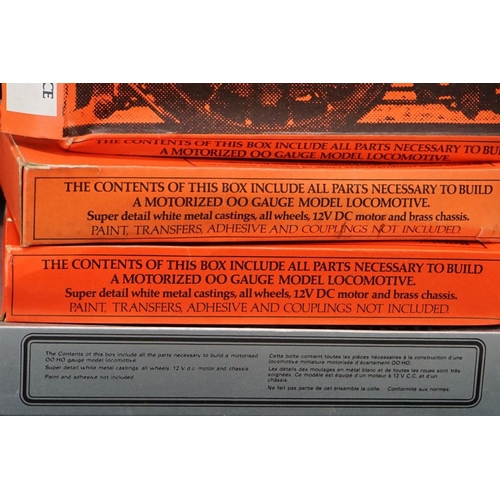 CE
THE CONTENTS OF THIS BOX INCLUDE ALL PARTS NECESSARY TO BUILD
A MOTORIZED OO GAUGE MODEL LOCOMOTIVE.
THE CONTENTS OF THIS BOX INCLUDE ALL PARTS NECESSARY TO BUILD
A MOTORIZED OO GAUGE MODEL LOCOMOTIVE.
Super detail white metal castings, all wheels, 12V DC motor and brass chassis.
PAINT, TRANSFERS, ADHESIVE AND COUPLINGS NOT INCLUDED.
THE CONTENTS OF THIS BOX INCLUDE ALL PARTS NECESSARY TO BUILD
A MOTORIZED OO GAUGE MODEL LOCOMOTIVE.
Super detail white metal castings, all wheels, 12V DC motor and brass chassis.
PAINT, TRANSFERS, ADHESIVE AND COUPLINGS NOT INCLUDED
The Contents of this box include all the parts necessary to build a motorised
OO HO gauge model locomotive.
Super detail white metal castings, all wheels, 12 V d.c. motor and chassis
Paint and adhesive not included
Cette boîte contient toutes les pièces nécessaires à la construction d'une
locomotive miniature motorisée d'écartement OO HO.
Les détails des moulages en métal blanc et de toutes les roues sont très
soignées. Ce modèle est équipé d'un moteur à 12 V C.C. et d'un
châssis.
Ne fait pas partie de cet ensemble la colle. Conformité aux normes.